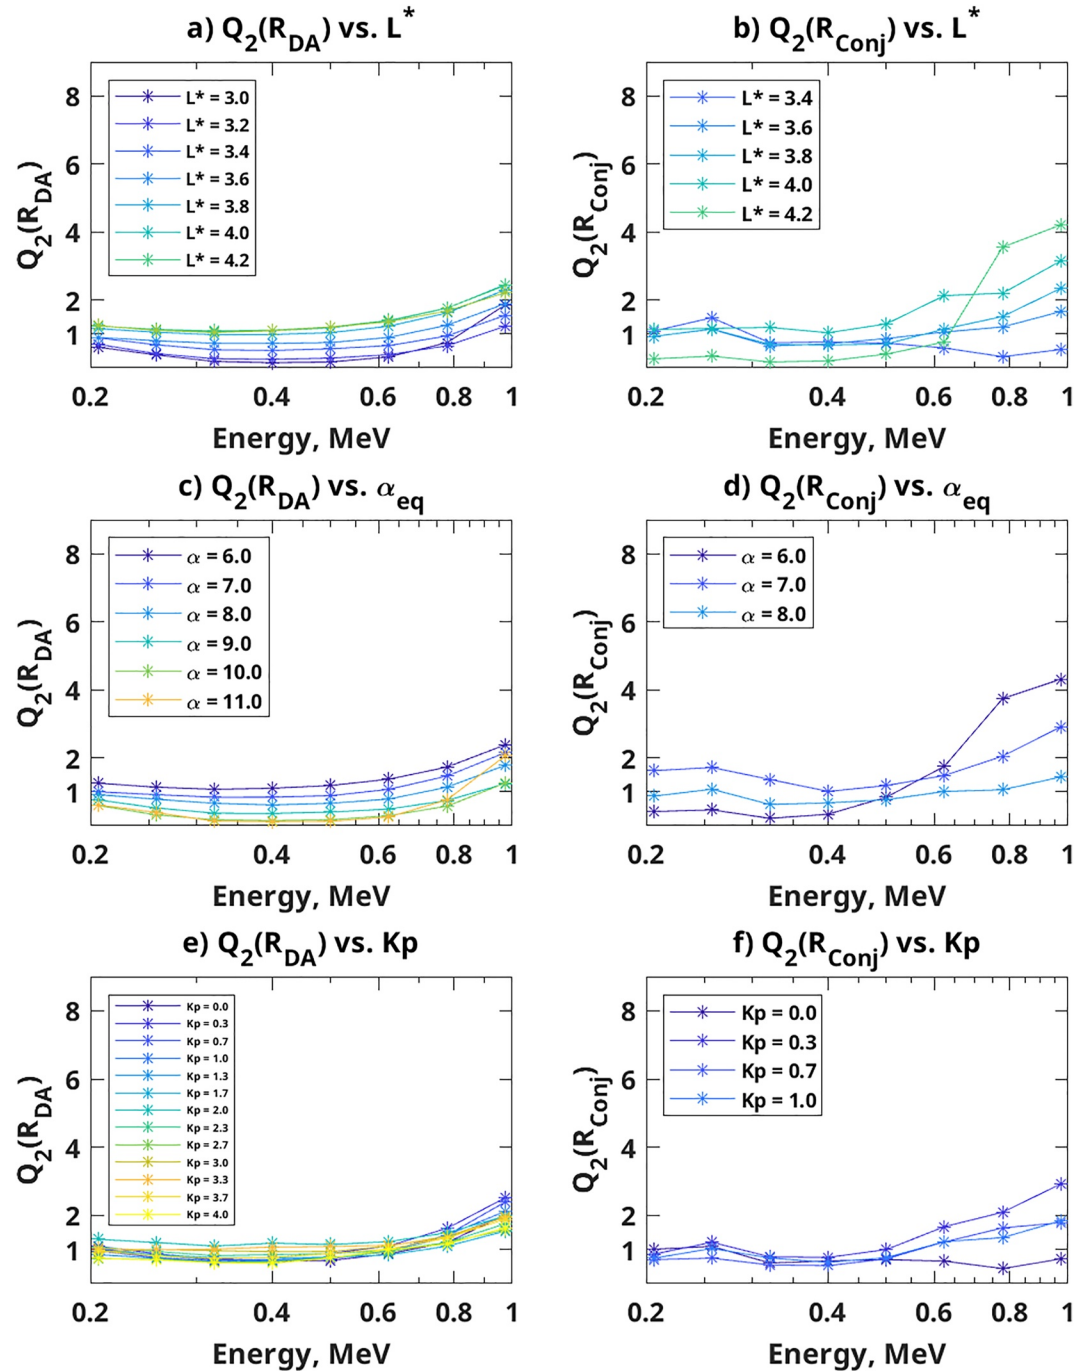 a) Q2(RDA) vs. L*
Q2(RDA)
8
6
4
2
1
L* = 3.0
L* = 3.2
L* = 3.4
L* = 3.6
L* = 3.8
L* = 4.0
L* = 4.2
0.2 0.4 0.6 0.8 1
Energy, MeV
b) Q2(RConj) vs. L*
Q2(RConj)
8
6
4
2
1
L* = 3.4
L* = 3.6
L* = 3.8
L* = 4.0
L* = 4.2
0.2 0.4 0.6 0.8 1
Energy, MeV
c) Q2(RDA) vs. αeq
Q2(RDA)
8
6
4
2
1
α = 6.0
α = 7.0
α = 8.0
α = 9.0
α = 10.0
α = 11.0
0.2 0.4 0.6 0.8 1
Energy, MeV
d) Q2(RConj) vs. αeq
Q2(RConj)
8
6
4
2
1
α = 6.0
α = 7.0
α = 8.0
0.2 0.4 0.6 0.8 1
Energy, MeV
e) Q2(RDA) vs. Kp
Q2(RDA)
8
6
4
2
1
Kp = 0.0
Kp = 0.3
Kp = 0.7
Kp = 1.0
Kp = 1.3
Kp = 1.7
Kp = 2.0
Kp = 2.3
Kp = 2.7
Kp = 3.0
Kp = 3.3
Kp = 3.7
Kp = 4.0
0.2 0.4 0.6 0.8 1
Energy, MeV
f) Q2(RConj) vs. Kp
Q2(RConj)
8
6
4
2
1
Kp = 0.0
Kp = 0.3
Kp = 0.7
Kp = 1.0
0.2 0.4 0.6 0.8 1
Energy, MeV